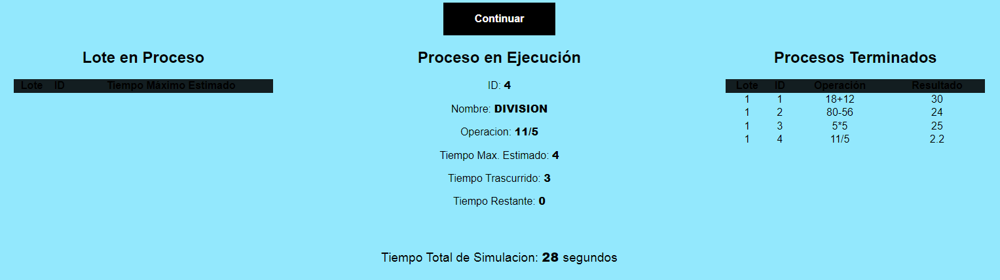 Continuar
Lote en Proceso
Lote ID Tiempo Máximo Estimado
Proceso en Ejecución
ID: 4
Nombre: DIVISION
Operacion: 11/5
Tiempo Max. Estimado: 4
Tiempo Trascurrido: 3
Tiempo Restante: 0
Procesos Terminados
Lote ID Operación Resultado
1 1 18+12 30
1 2 80-56 24
1 3 5*5 25
1 4 11/5 2.2
Tiempo Total de Simulacion: 28 segundos